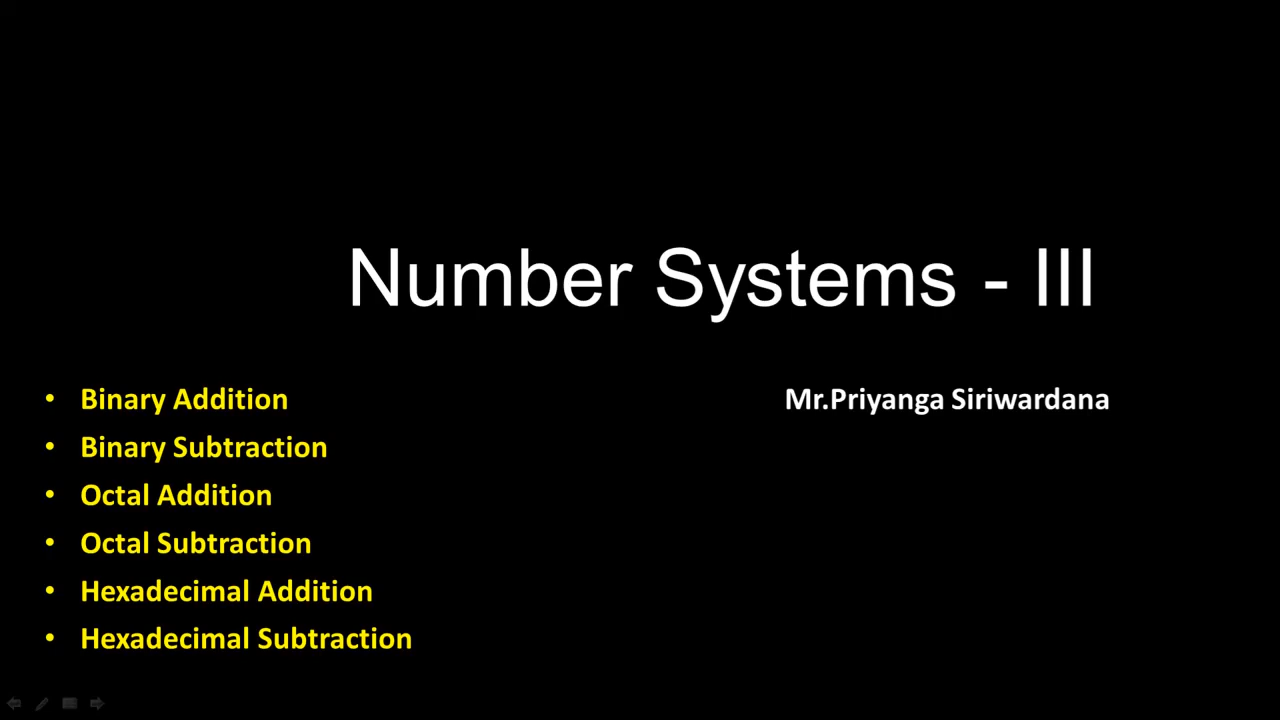 Number Systems - III
• Binary Addition
• Binary Subtraction
• Octal Addition
• Octal Subtraction
• Hexadecimal Addition
• Hexadecimal Subtraction
Mr.Priyanga Siriwardana